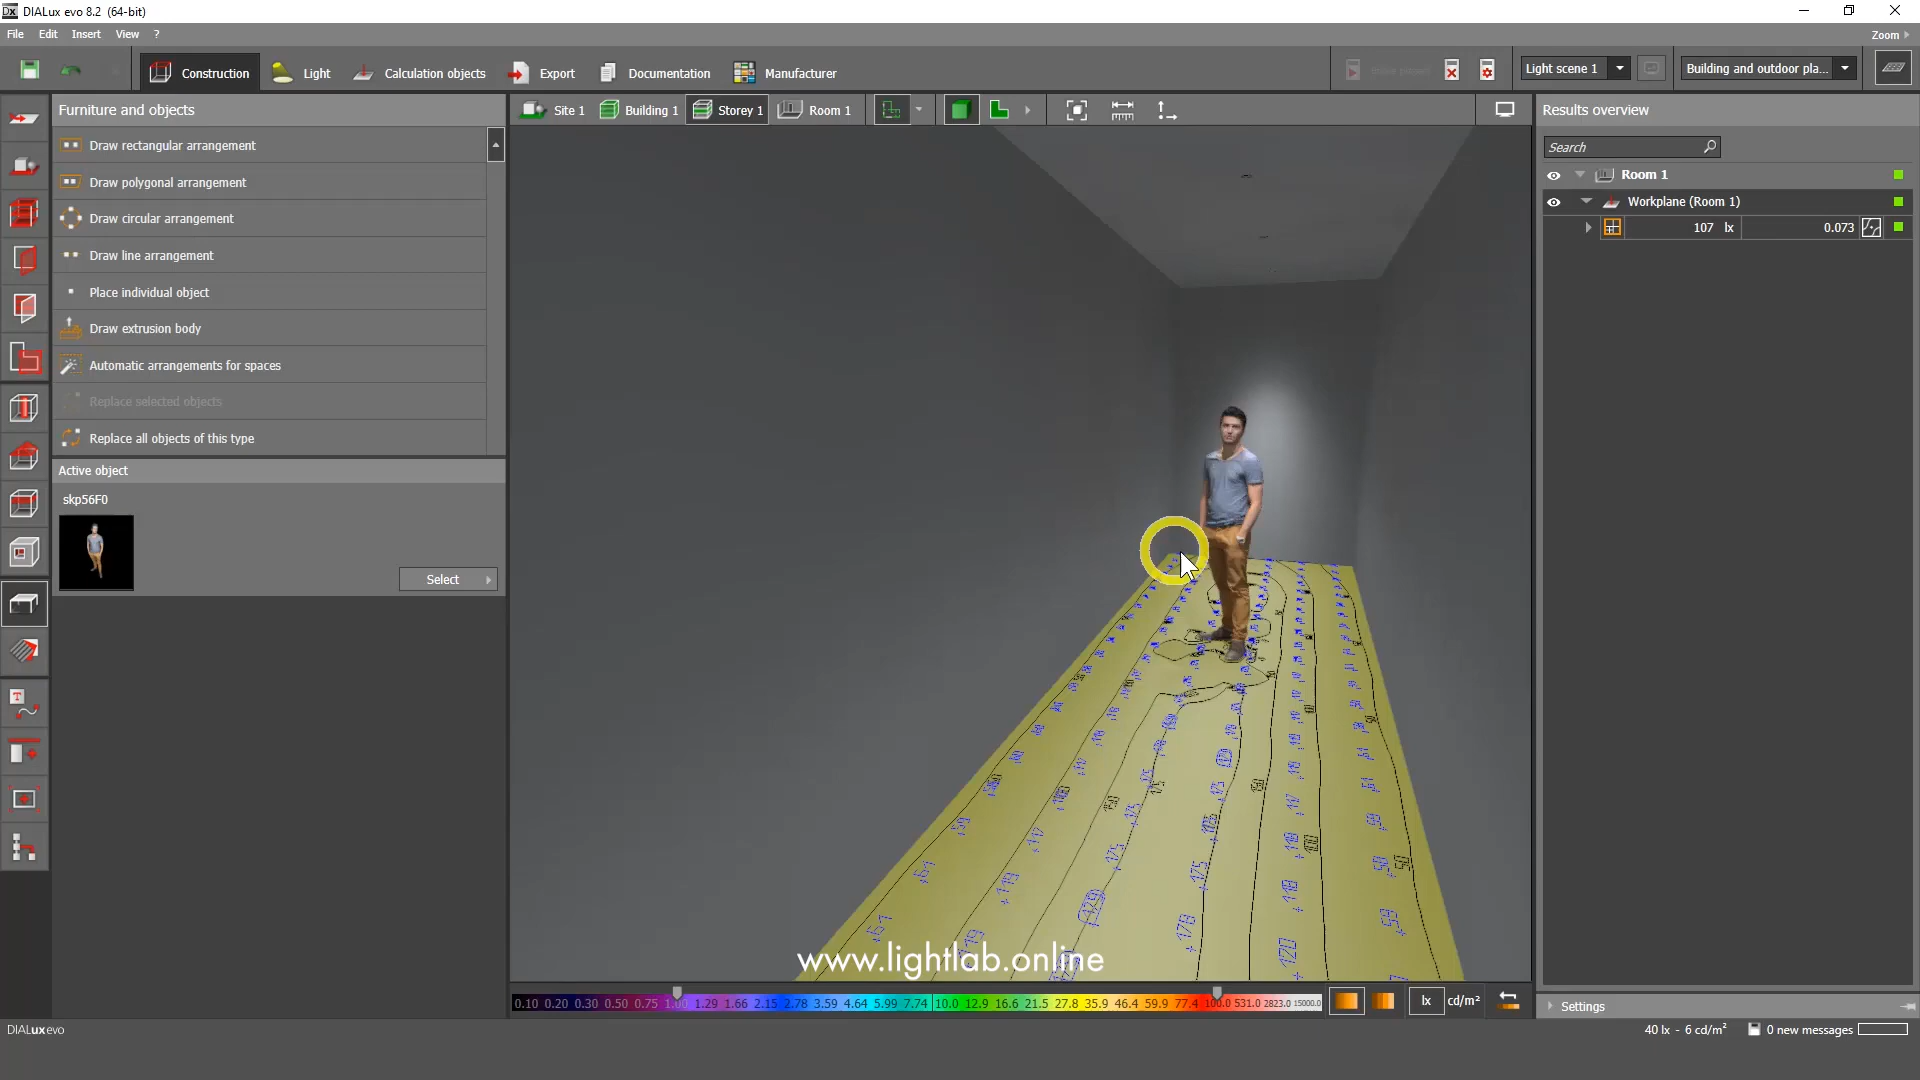 DIALux evo 8.2 (64-bit)
File Edit Insert View ?
Zoom
Construction Light Calculation objects Export Documentation Manufacturer
Light scene 1 Building and outdoor pla...
Furniture and objects
Site 1 Building 1 Storey 1 Room 1
Results overview
Draw rectangular arrangement
Draw polygonal arrangement
Draw circular arrangement
Draw line arrangement
Place individual object
Draw extrusion body
Automatic arrangements for spaces
Replace selected objects
Replace all objects of this type
Active object
skp56F0
Select
Search
Room 1
Workplane (Room 1)
107 lx 0.073
www.lightlab.online
0.10 0.20 0.30 0.50 0.75 1.00 1.29 1.66 2.15 2.78 3.59 4.64 5.99 7.74 10.0 12.9 16.6 21.5 27.8 35.9 46.4 59.9 77.4 100.0 531.0 2823.0 15000.0
lx cd/m²
Settings
DIALux evo
40 lx - 6 cd/m² 0 new messages